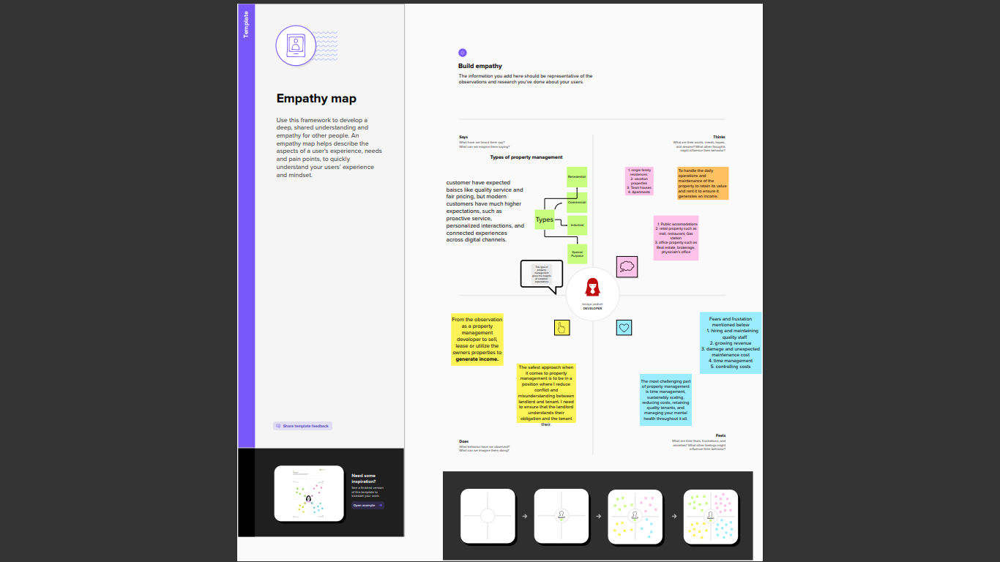 Template
Empathy map
Use this framework to develop a
deep, shared understanding and
empathy for other people. An
empathy map helps describe the
aspects of a user's experience, needs
and pain points, to quickly
understand your users' experience
and mindset.
Share template feedback
Need some
inspiration?
See a finished version
of this template to
kickstart your work.
Open example
Build empathy
The information you add here should be representative of the
observations and research you've done about your users.
Says
What have we heard them say?
What can we imagine them saying?
Thinks
What are their wants, needs, hopes,
and dreams? What other thoughts
might influence their behavior?
Types of property management
customer have expected
baiscs like quality service and
fair pricing, but modern
customers have much higher
expectations, such as
proactive service,
personalized interactions, and
connected experiences
across digital channels.
Types
Residential
Commercial
Industrial
Special
Purpose
1. single family
residences
2. vacation
properties
3. Town houses
4. Apartments
To handle the daily
operations and
maintenance of the
property to retain its value
and rent it to ensure it
generates an income.
1. Public accomodations
2. retail property such as
mall, restaurant, Gas
station
3. office property such as
Real estate, brokerage,
physicialn's office
This type of
property
management
gives the insights
of customer
expectations
DEVELOPER
From the observation
as a property
management
developer to sell,
lease or utilize the
owners properties to
generate income.
The safest approach when
it comes to property
management is to be in a
position where I reduce
conflict and
misunderstanding between
landlord and tenant. I need
to ensure that the landlord
understands their
obligation and the tenant
their.
Fears and frustation
mentioned below
1. hiring and maintaining
quality staff
2. growing revenue
3. damage and unexpected
maintenance cost
4. time management
5. controlling costs
The most challenging part
of property management
is time management,
sustainably scaling,
reducing costs, retaining
quality tenants, and
managing your mental
health throughout it all.
Does
What behavior have we observed?
What can we imagine them doing?
Feels
What are their fears, frustrations, and
anxieties? What other feelings might
influence their behavior?